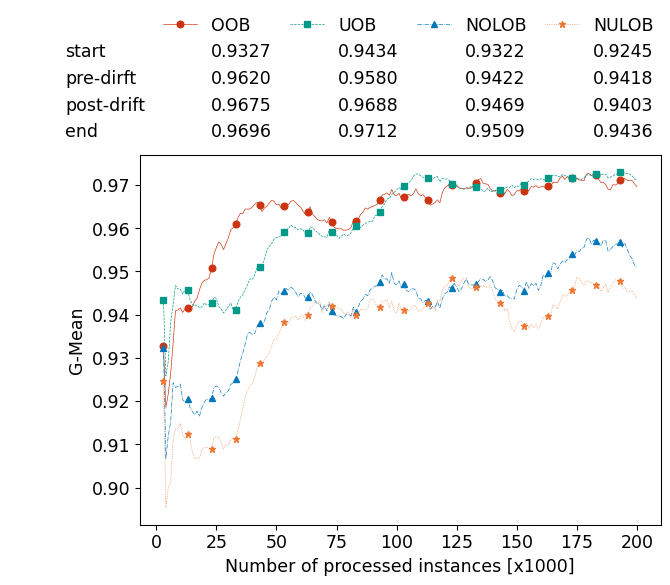 OOB UOB NOLOB NULOB
start 0.9327 0.9434 0.9322 0.9245
pre-dirft 0.9620 0.9580 0.9422 0.9418
post-drift 0.9675 0.9688 0.9469 0.9403
end 0.9696 0.9712 0.9509 0.9436
0.97
0.96
0.95
0.94
0.93
0.92
0.91
0.90
G-Mean
0 25 50 75 100 125 150 175 200
Number of processed instances [x1000]